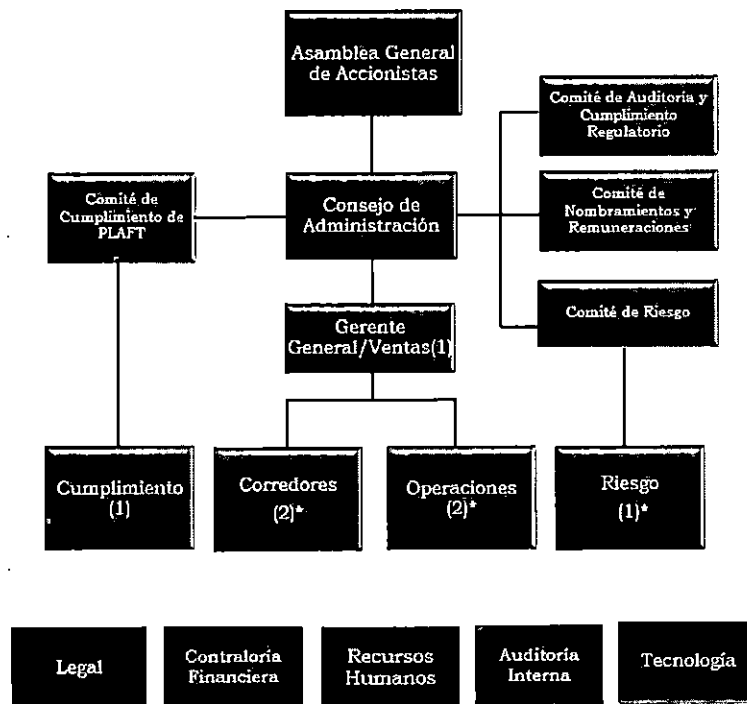 Asamblea General
de Accionistas
Comité de Auditoría y
Cumplimiento
Regulatorio
Comité de
Cumplimiento de
PLAFT
Consejo de
Administración
Comité de
Nombramientos y
Remuneraciones
Gerente
General/Ventas(1)
Comité de Riesgo
Cumplimiento
(1)
Corredores
(2)*
Operaciones
(2)*
Riesgo
(1)*
Legal
Contraloría
Financiera
Recursos
Humanos
Auditoría
Interna
Tecnología